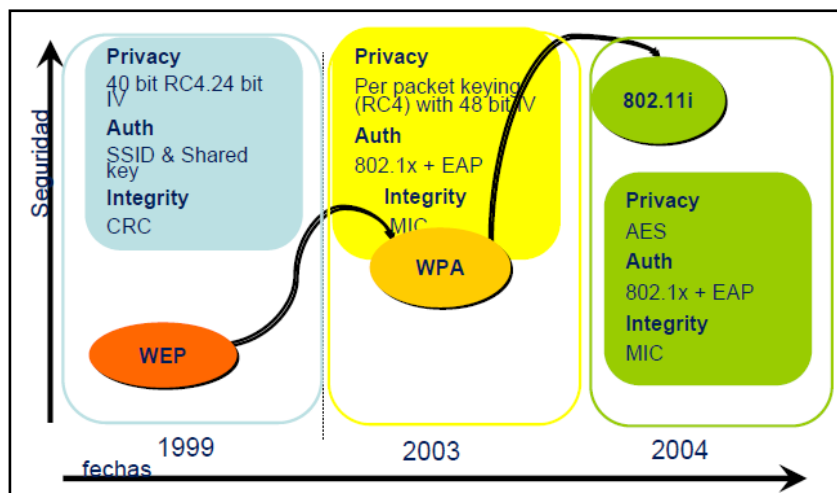 Seguridad
Privacy
40 bit RC4.24 bit
IV
Auth
SSID & Shared
key
Integrity
CRC
WEP
Privacy
Per packet keying
(RC4) with 48 bit IV
Auth
802.1x + EAP
Integrity
MIC
WPA
802.11i
Privacy
AES
Auth
802.1x + EAP
Integrity
MIC
1999
2003
2004
fechas